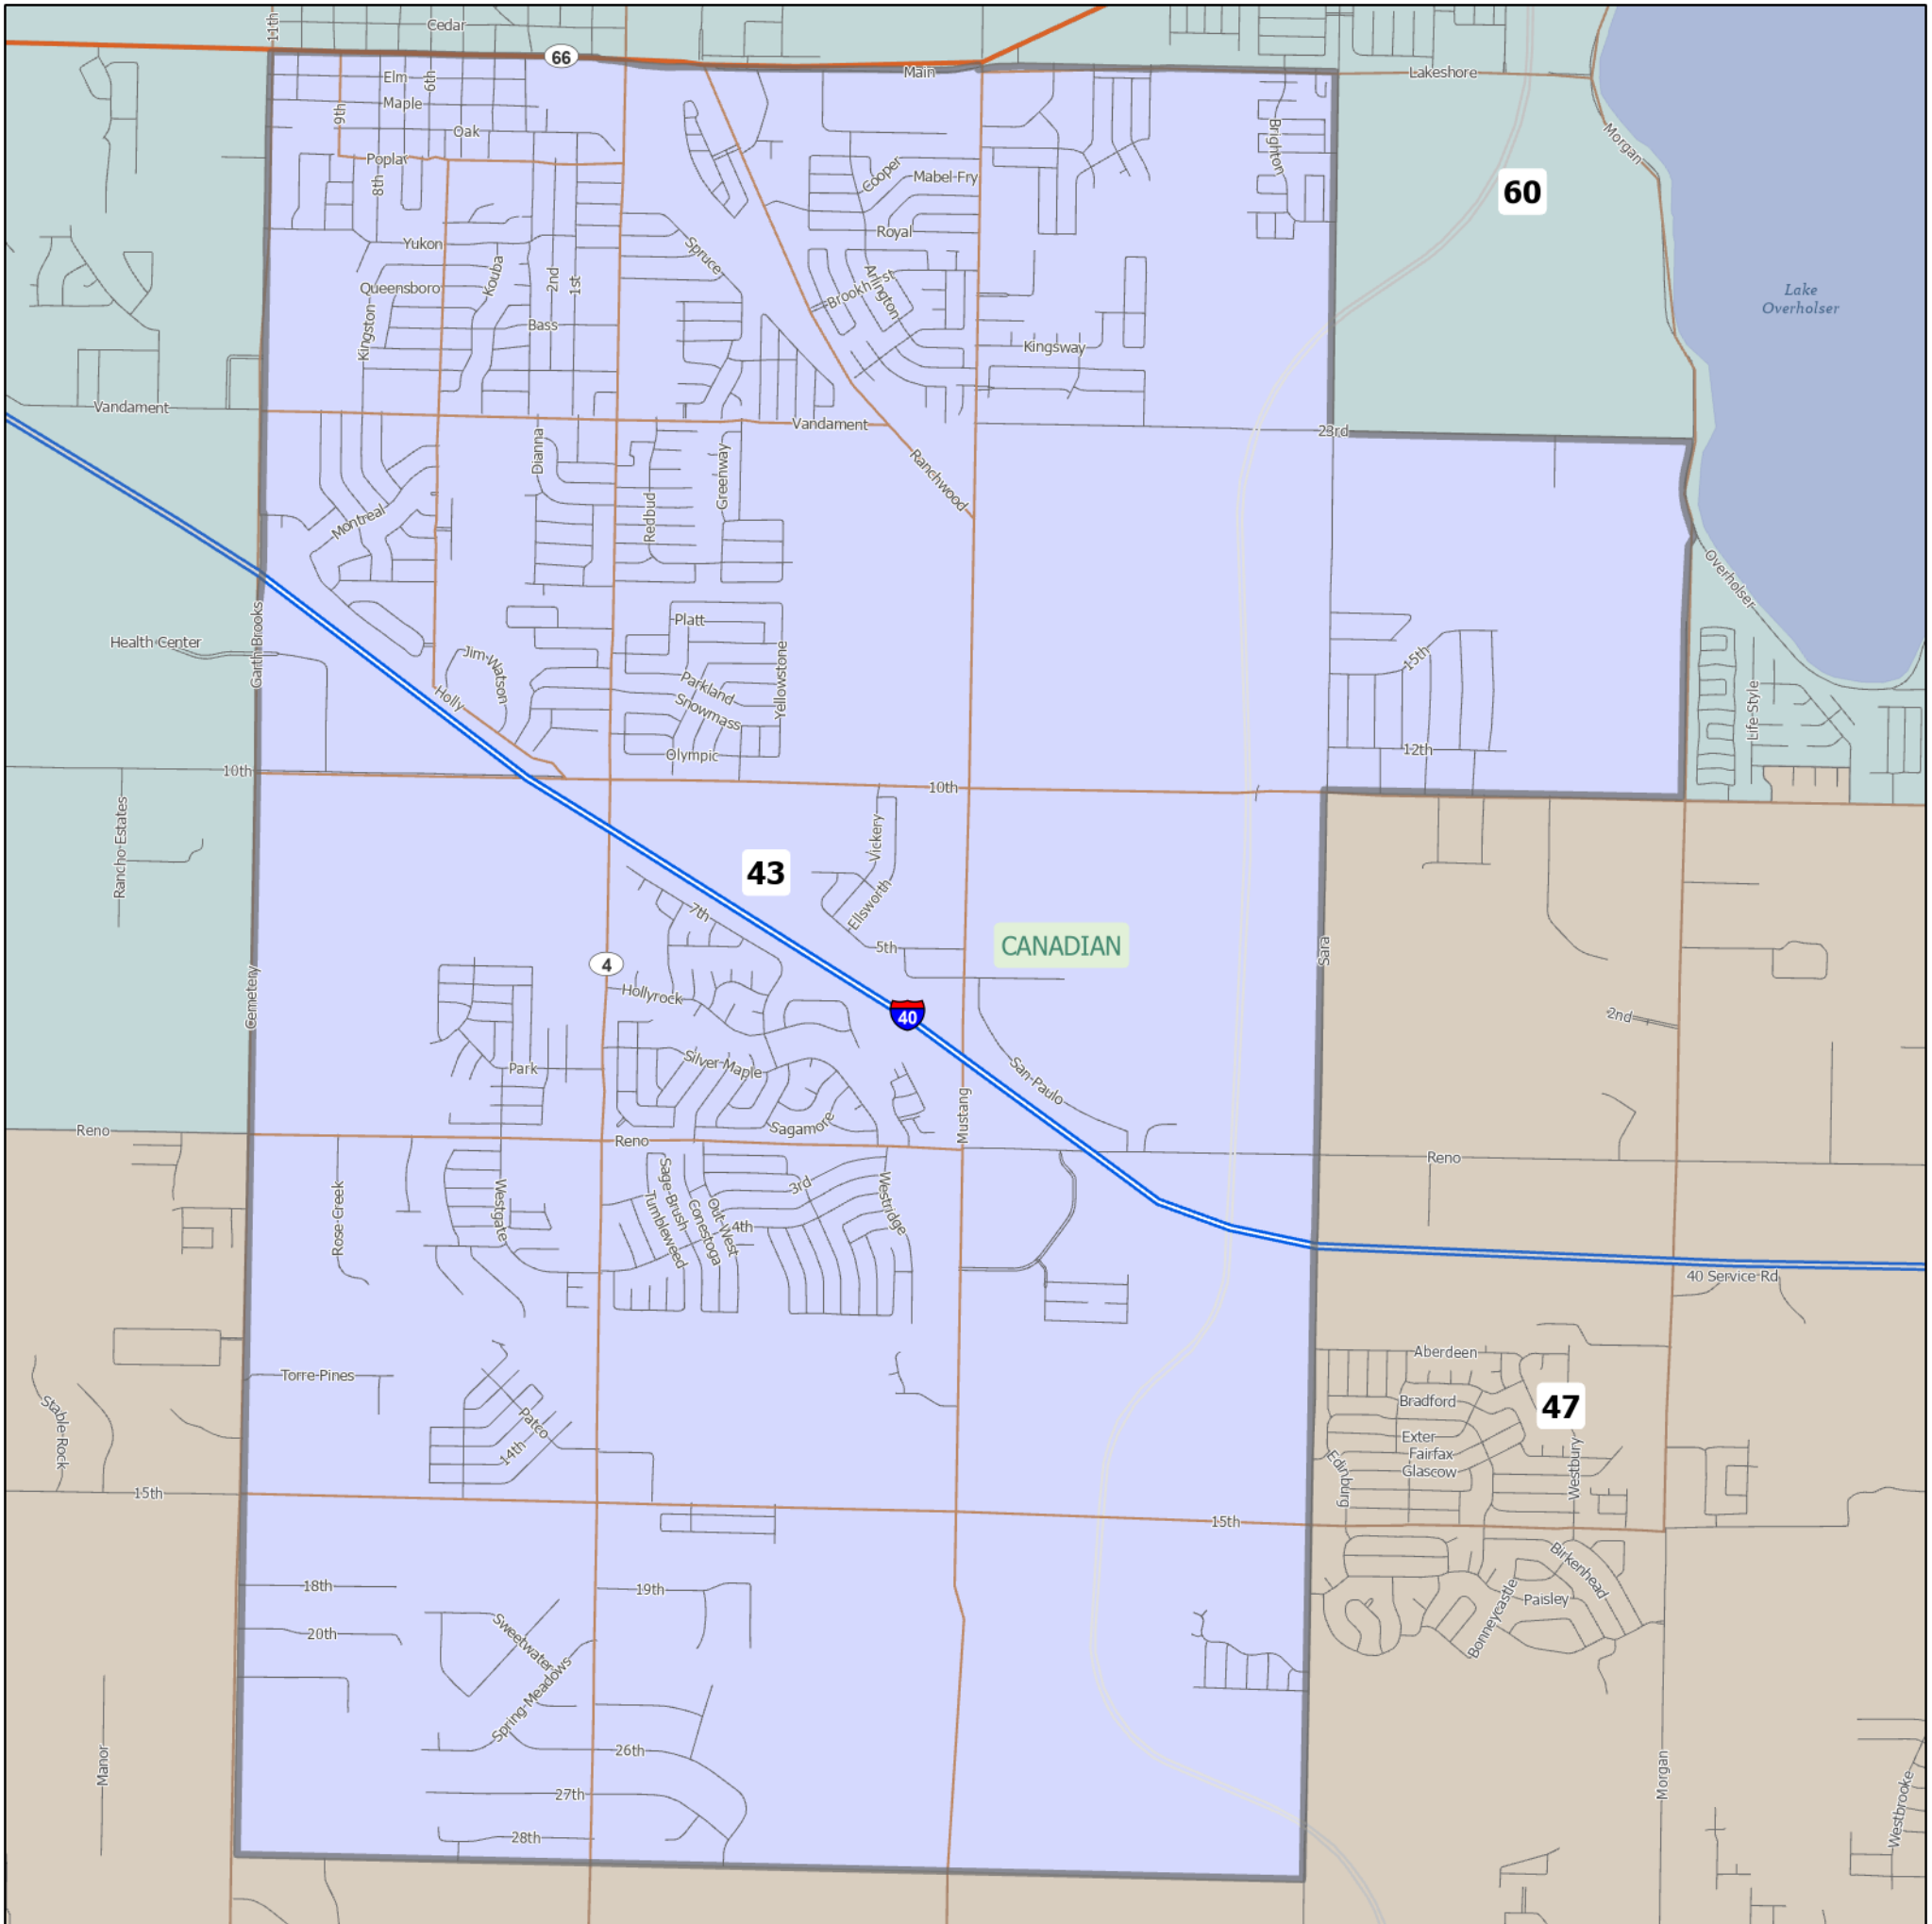 11th
Cedar
66
Main
Lakeshore
Elm
6th
Maple
9th
Oak
Brighton
Morgan
Poplar
8th
Cooper
Mabel Fry
60
Royal
Yukon
Spruce
Kouba
2nd
1st
Queensboro
Brookhurst
Arlington
Lake
Overholser
Bass
Kingston
Kingsway
Vandament
Vandament
23rd
Dianna
Greenway
Ranchwood
Redbud
Montreal
Overholser
Garth Brooks
Health Center
Platt
Jim Watson
15th
Parkland
Yellowstone
Life Style
Holly
Snowmass
Olympic
12th
10th
10th
Rancho Estates
Vickery
43
Ellsworth
7th
5th
CANADIAN
Sara
4
Cemetery
Hollyrock
40
2nd
Silver Maple
Park
San Paulo
Mustang
Sagamore
Reno
Reno
Reno
3rd
Sage Brush
Westgate
Rose Creek
Tumbleweed
Conestoga
Out West
4th
Westridge
40 Service Rd
Aberdeen
Torre Pines
Bradford
47
Stable Rock
Patco
14th
Exter
Fairfax
Glascow
Edinburg
Westbury
15th
15th
Birkenhead
18th
19th
Bonneycastle
Paisley
20th
Sweetwater
Spring Meadows
26th
Manor
Morgan
27th
Westbrooke
28th